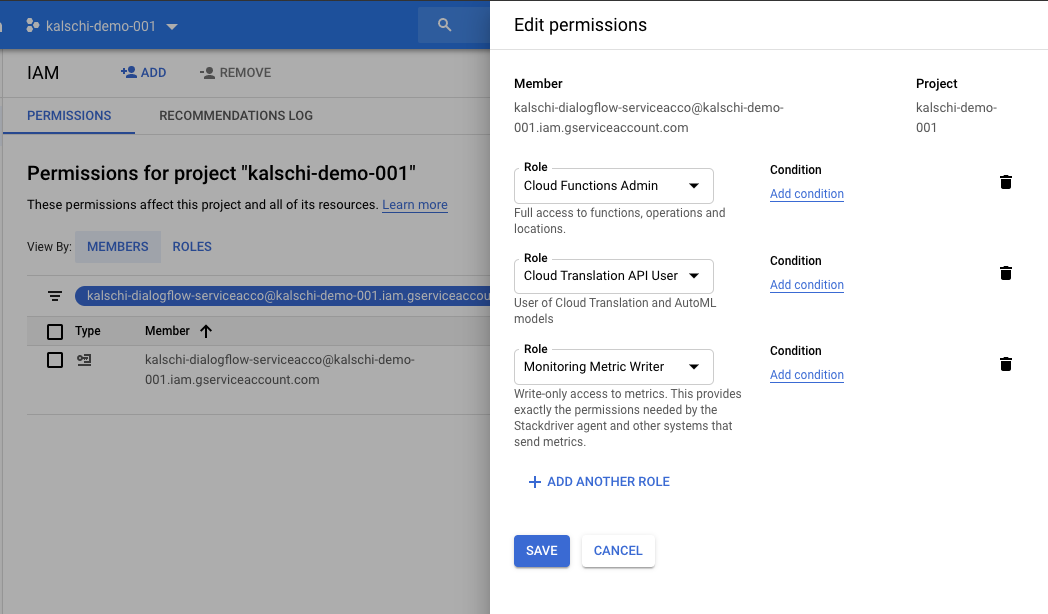 kalschi-demo-001
IAM
ADD
REMOVE
PERMISSIONS
RECOMMENDATIONS LOG
Permissions for project "kalschi-demo-001"
These permissions affect this project and all of its resources. Learn more
View By:
MEMBERS
ROLES
kalschi-dialogflow-serviceacco@kalschi-demo-001.iam.gserviceaccou
Type
Member
kalschi-dialogflow-serviceacco@kalschi-demo-
001.iam.gserviceaccount.com
Edit permissions
Member
kalschi-dialogflow-serviceacco@kalschi-demo-
001.iam.gserviceaccount.com
Project
kalschi-demo-
001
Role
Cloud Functions Admin
Full access to functions, operations and
locations.
Condition
Add condition
Role
Cloud Translation API User
User of Cloud Translation and AutoML
models
Condition
Add condition
Role
Monitoring Metric Writer
Write-only access to metrics. This provides
exactly the permissions needed by the
Stackdriver agent and other systems that
send metrics.
Condition
Add condition
ADD ANOTHER ROLE
SAVE
CANCEL